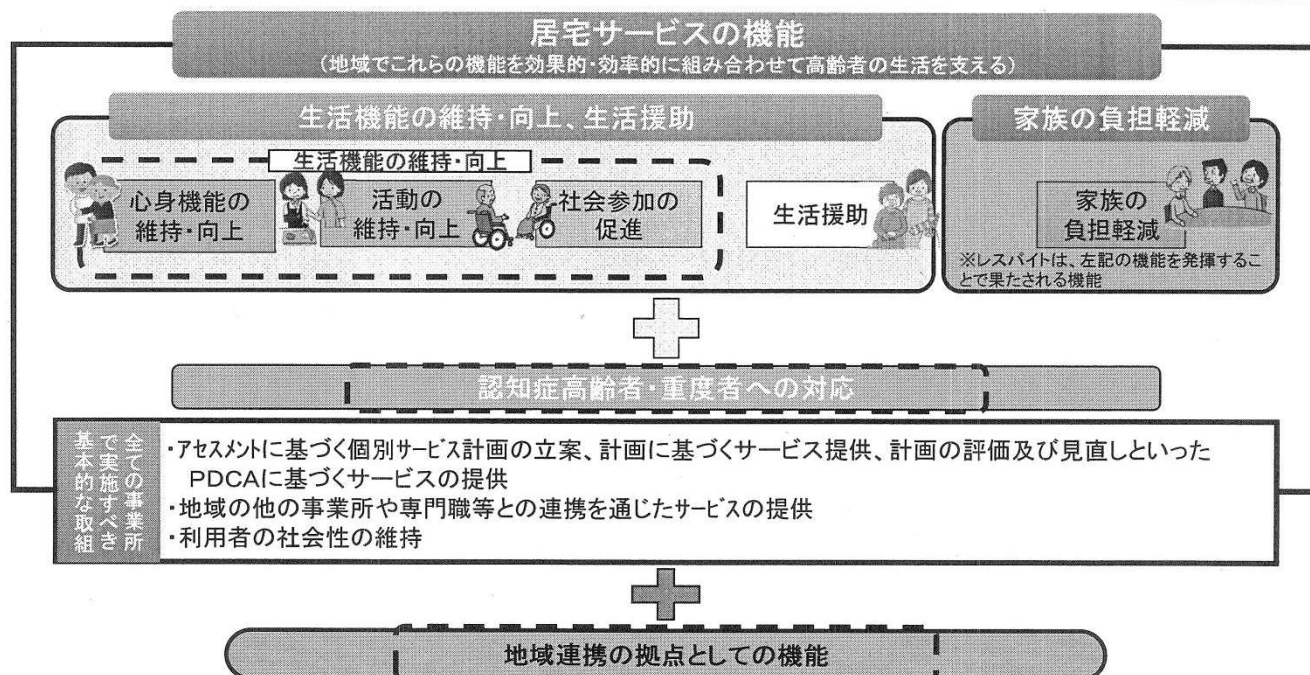 居宅サービスの機能
(地域でこれらの機能を効果的・効率的に組み合わせて高齢者の生活を支える)
生活機能の維持・向上、生活援助
生活機能の維持・向上
心身機能の
維持・向上
活動の
維持・向上
社会参加の
促進
生活援助
家族の負担軽減
家族の
負担軽減
※レスパイトは、左記の機能を発揮するこ
とで果たされる機能
認知症高齢者・重度者への対応
全ての事業所
で実施すべき
基本的な取組
・アセスメントに基づく個別サービス計画の立案、計画に基づくサービス提供、計画の評価及び見直しといった
PDCAに基づくサービスの提供
・地域の他の事業所や専門職等との連携を通じたサービスの提供
・利用者の社会性の維持
地域連携の拠点としての機能